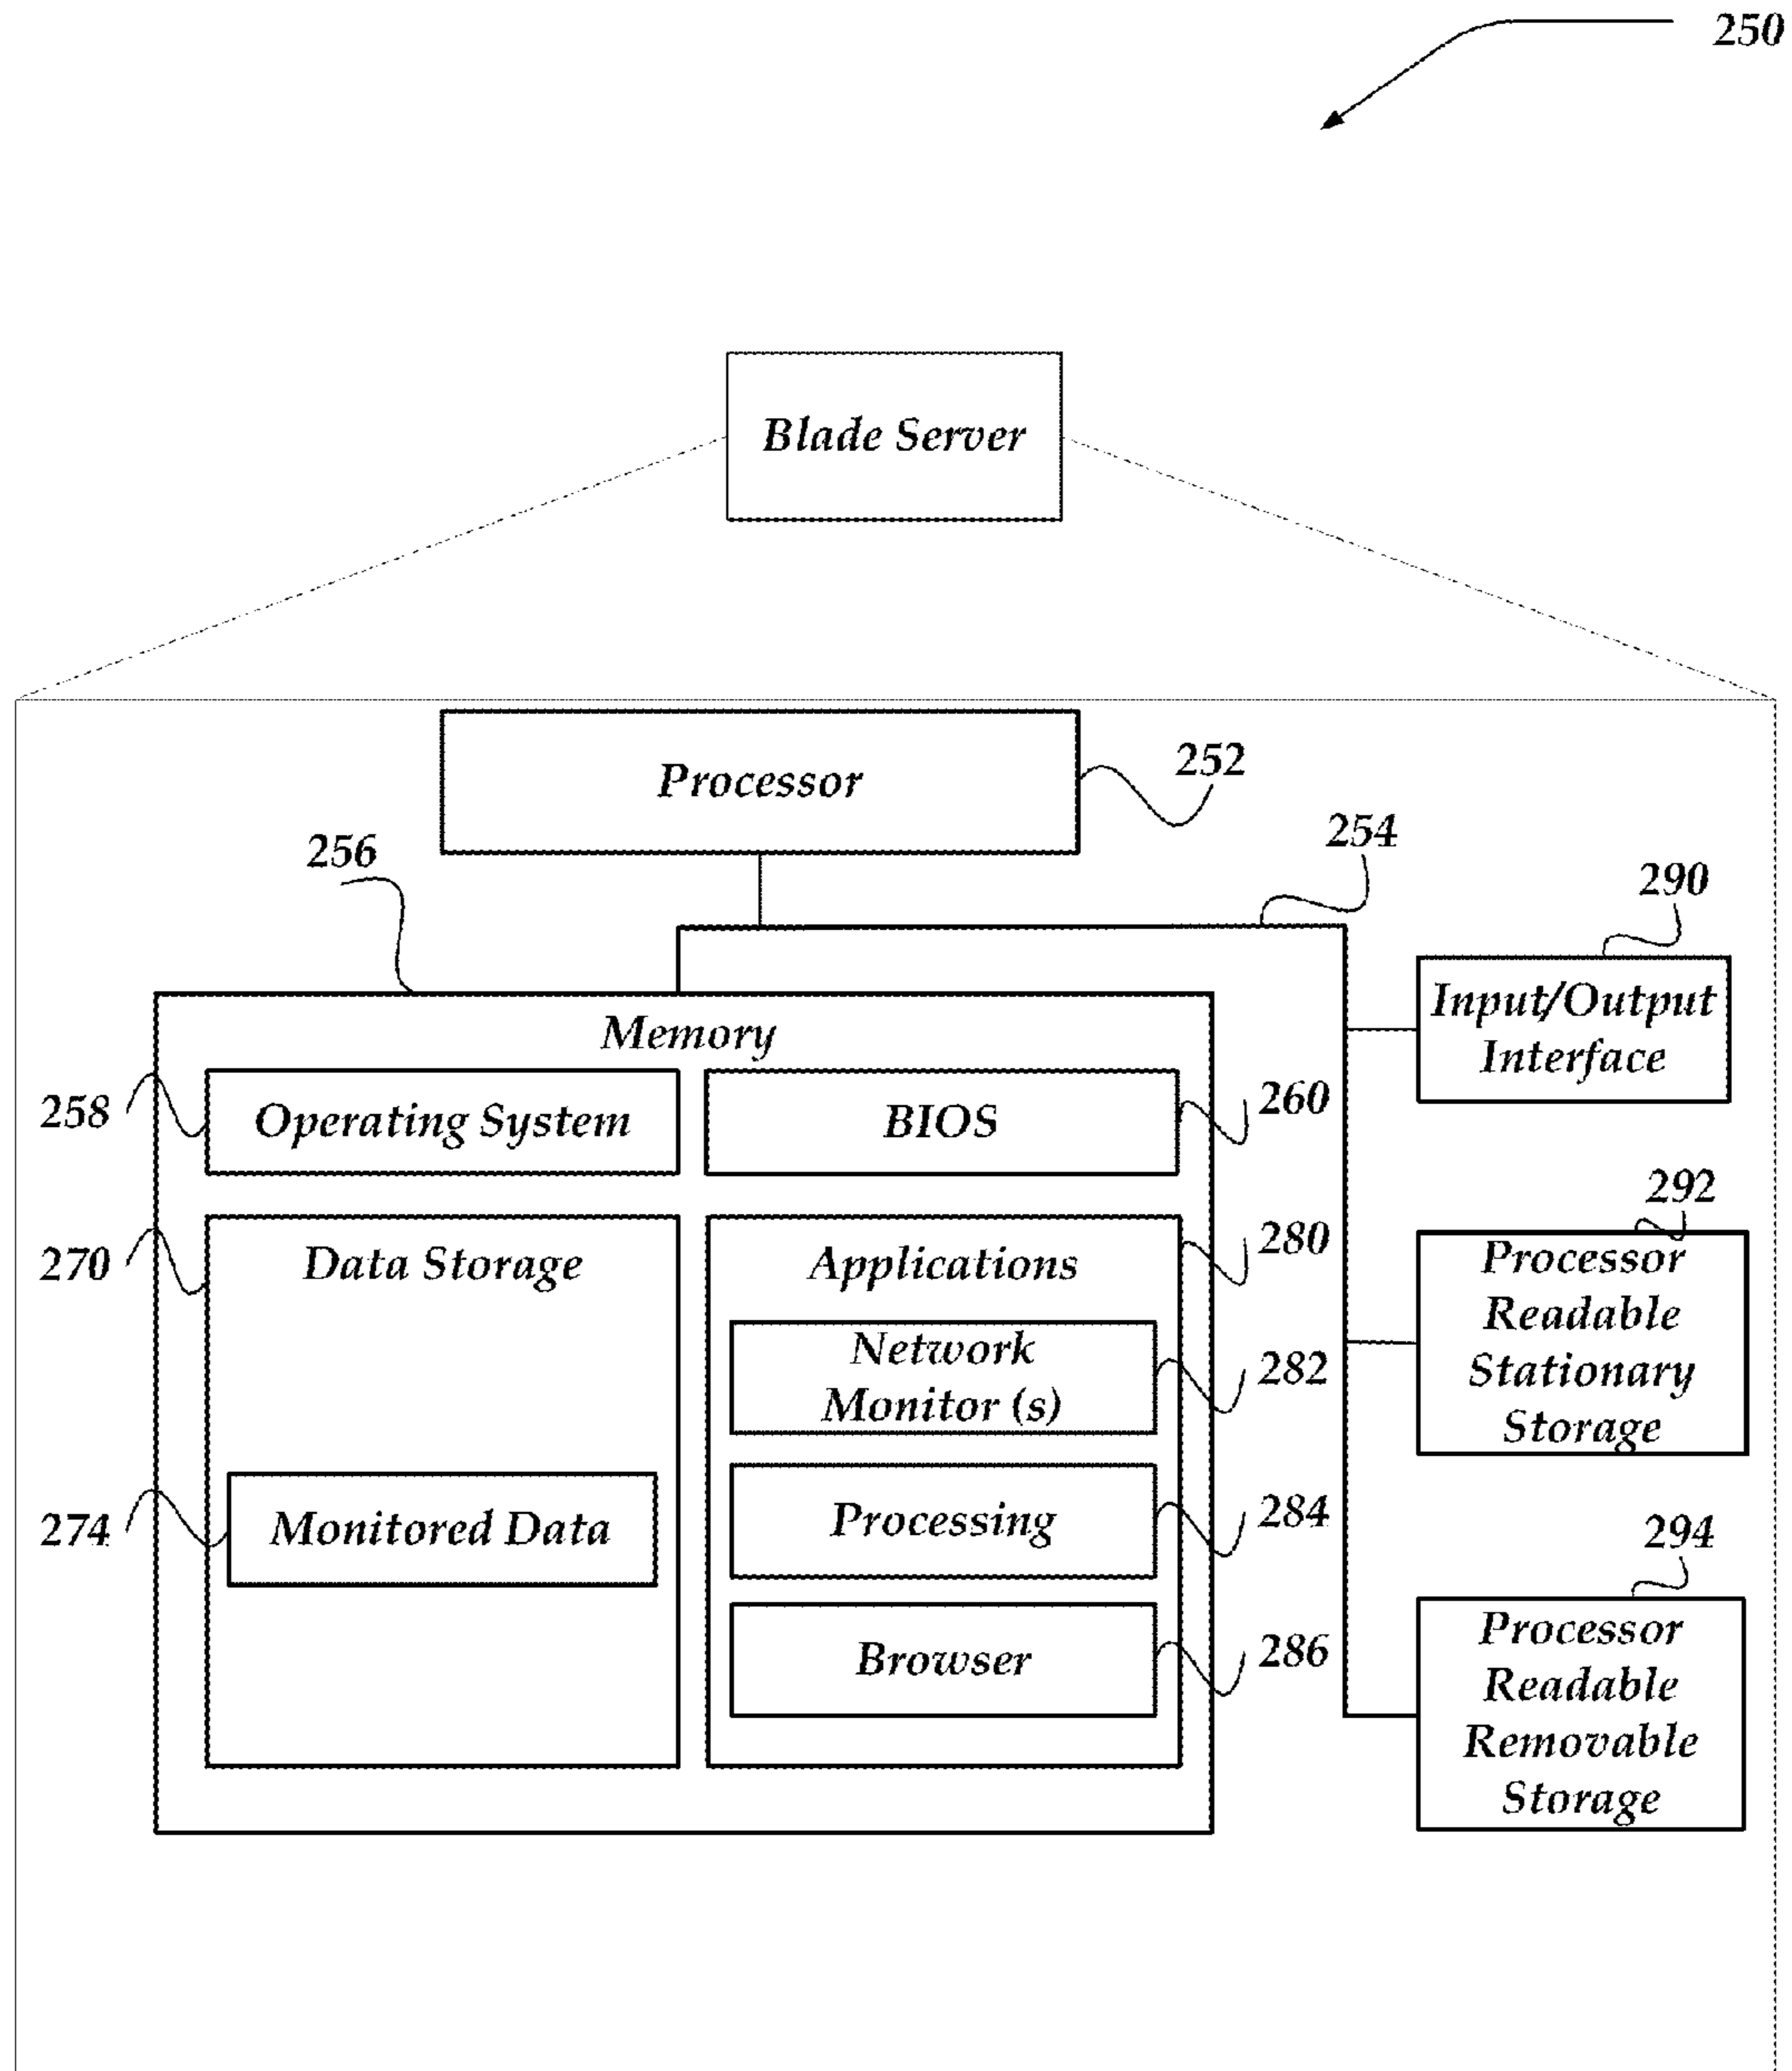 250
Blade Server
Processor
252
256
254
290
Input/Output
Interface
Memory
258
Operating System
BIOS
260
292
Processor
Readable
Stationary
Storage
270
Data Storage
Applications
280
Network
Monitor (s)
282
274
Monitored Data
Processing
284
294
Processor
Readable
Removable
Storage
Browser
286